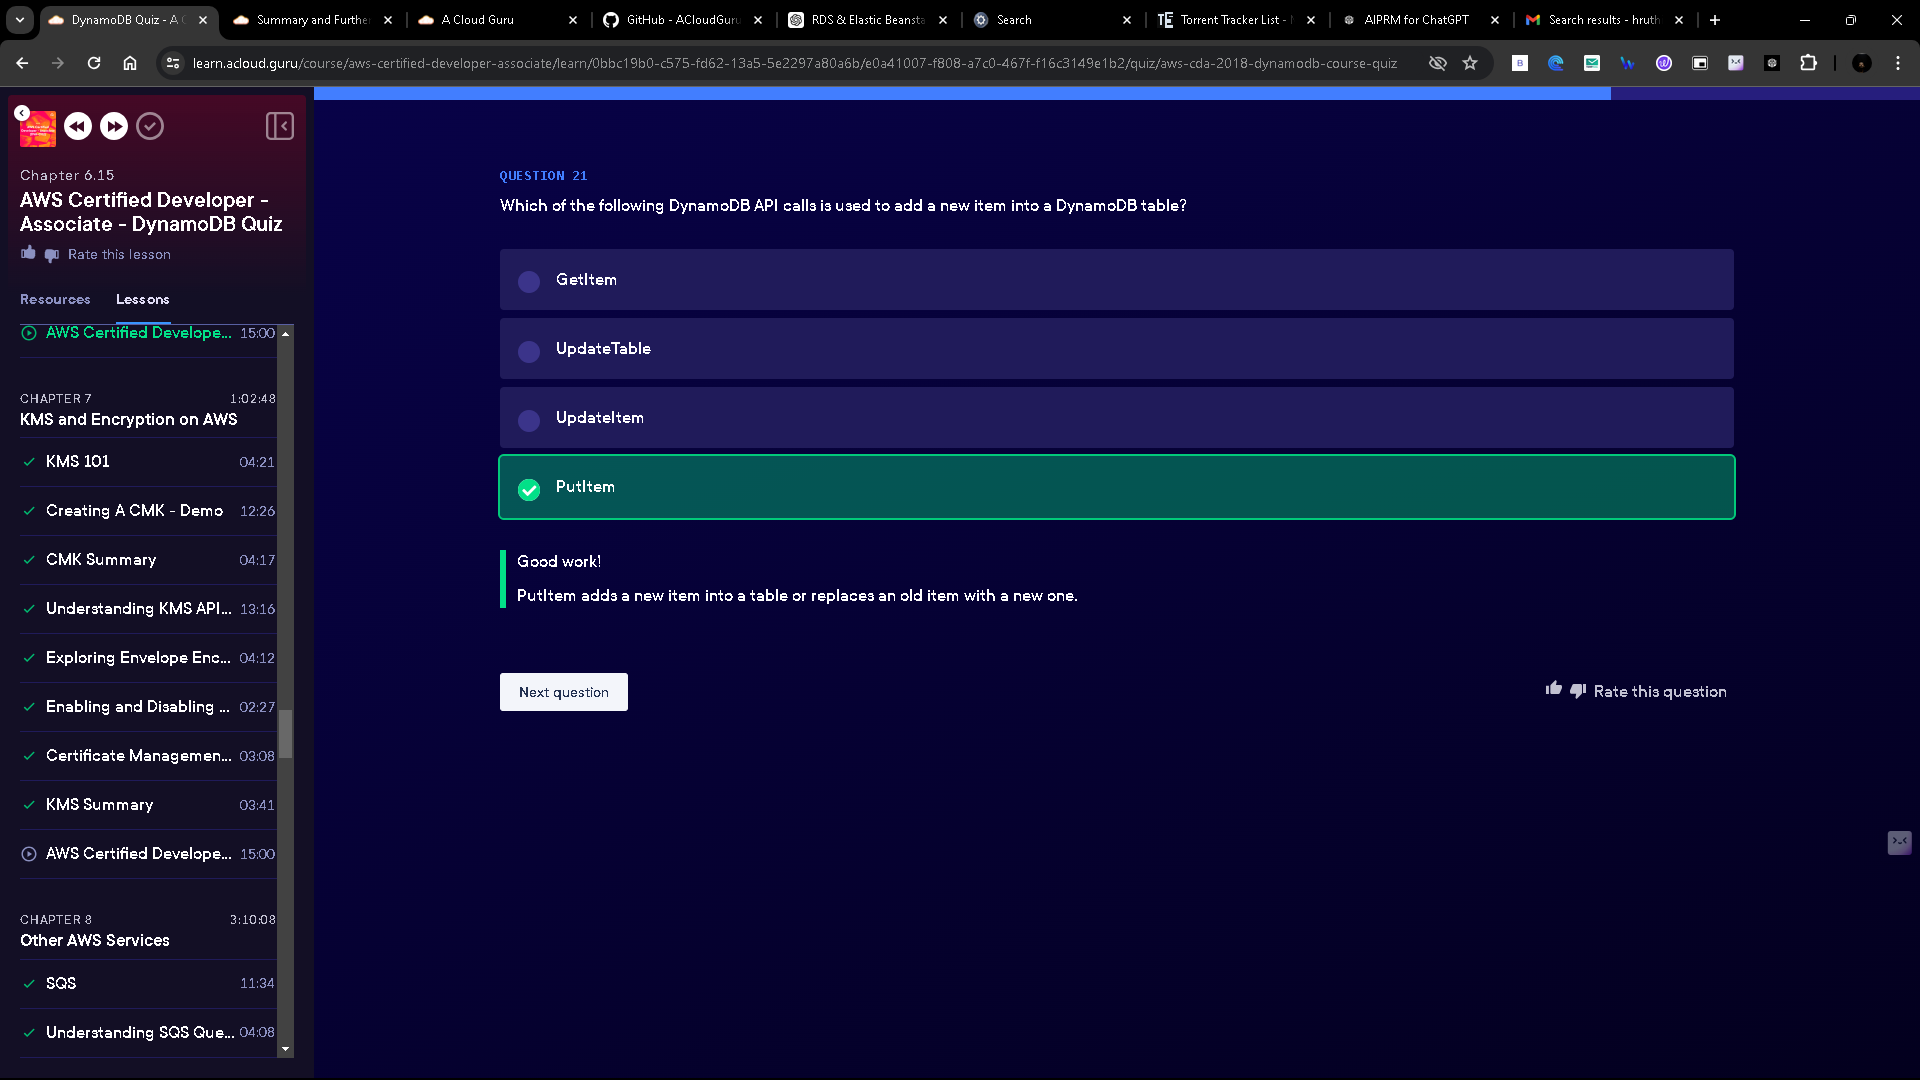 DynamoDB Quiz - A C
Summary and Further
A Cloud Guru
GitHub - ACloudGuru
RDS & Elastic Beansta
Search
Torrent Tracker List -
AIPRM for ChatGPT
Search results - hruth
learn.acloud.guru/course/aws-certified-developer-associate/learn/0bbc19b0-c575-fd62-13a5-5e2297a80a6b/e0a41007-f808-a7c0-467f-f16c3149e1b2/quiz/aws-cda-2018-dynamodb-course-quiz
Chapter 6.15
AWS Certified Developer -
Associate - DynamoDB Quiz
Rate this lesson
Resources Lessons
AWS Certified Develope... 15:00
CHAPTER 7 1:02:48
KMS and Encryption on AWS
KMS 101 04:21
Creating A CMK - Demo 12:26
CMK Summary 04:17
Understanding KMS API... 13:16
Exploring Envelope Enc... 04:12
Enabling and Disabling ... 02:27
Certificate Managemen... 03:08
KMS Summary 03:41
AWS Certified Develope... 15:00
CHAPTER 8 3:10:08
Other AWS Services
SQS 11:34
Understanding SQS Que... 04:08
QUESTION 21
Which of the following DynamoDB API calls is used to add a new item into a DynamoDB table?
GetItem
UpdateTable
UpdateItem
PutItem
Good work!
PutItem adds a new item into a table or replaces an old item with a new one.
Next question
Rate this question